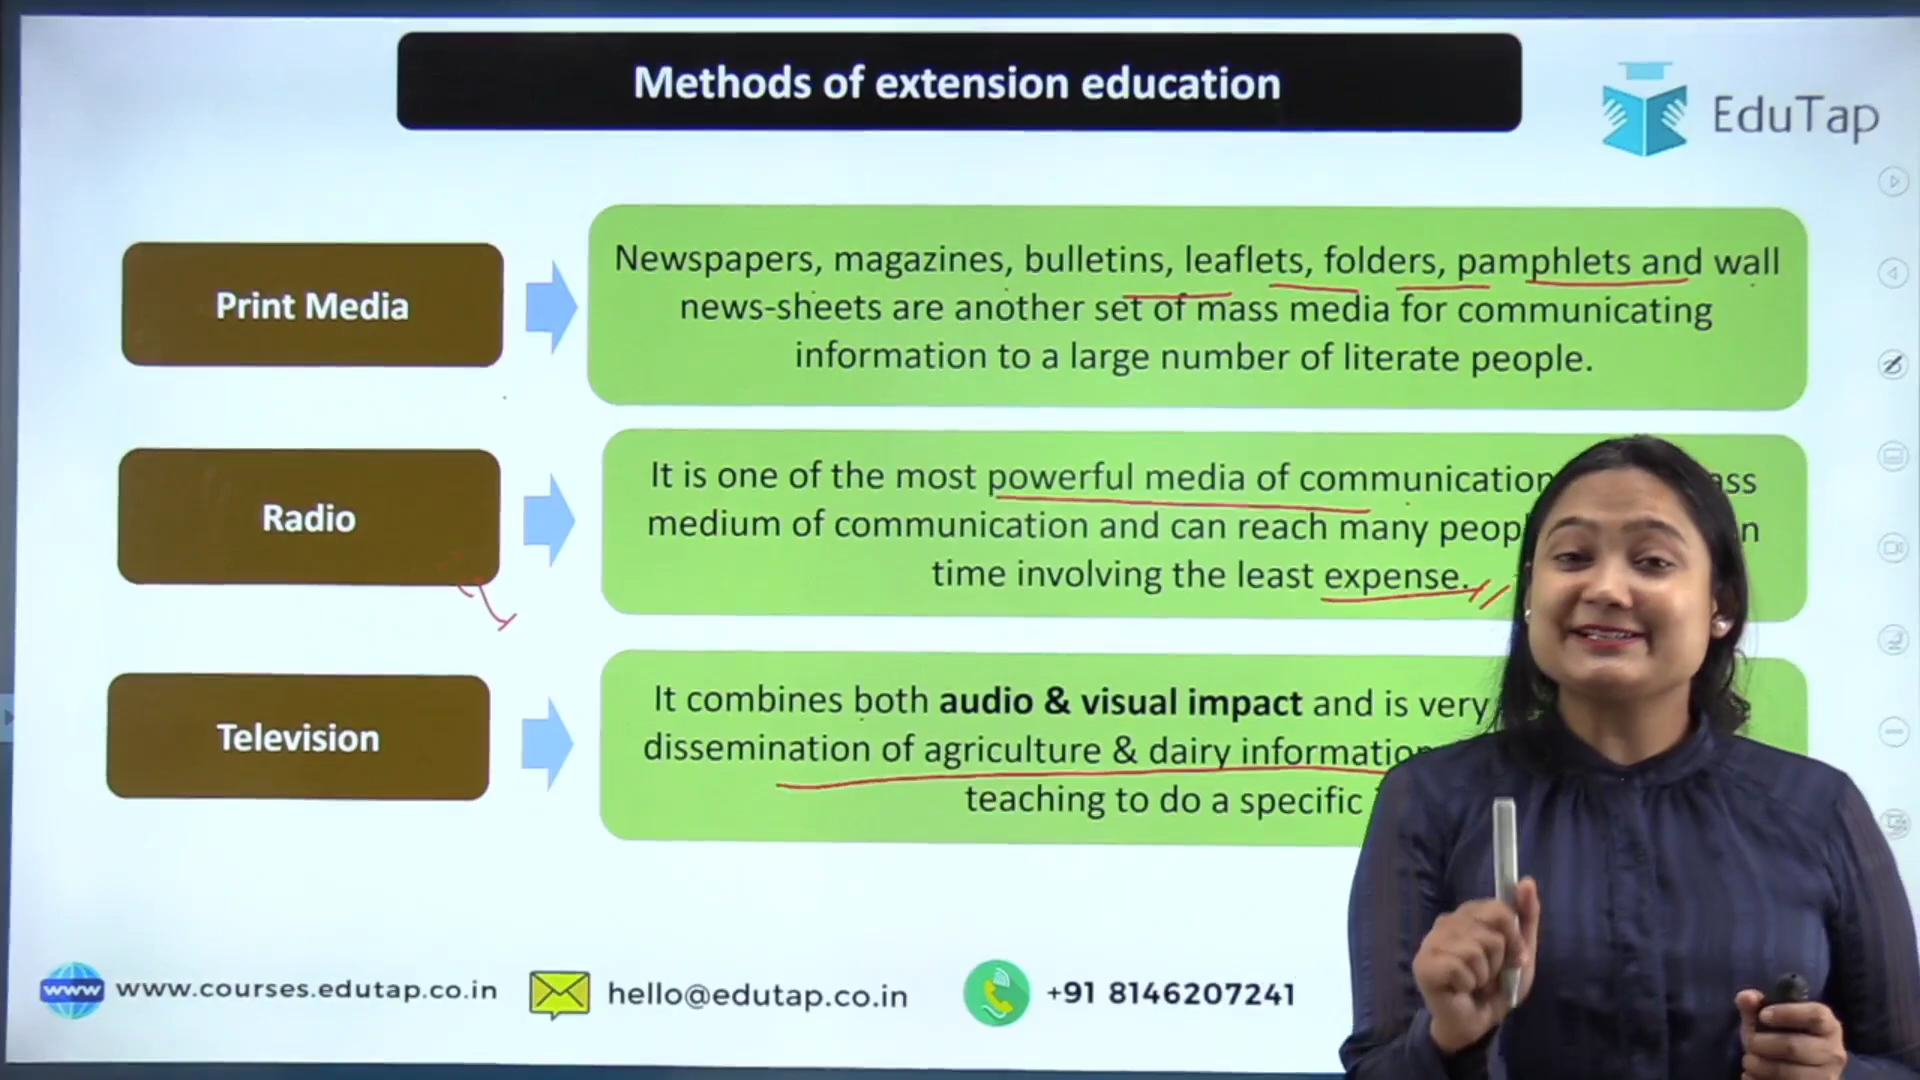 Methods of extension education
EduTap
Print Media
Newspapers, magazines, bulletins, leaflets, folders, pamphlets and wall
news-sheets are another set of mass media for communicating
information to a large number of literate people.
Radio
It is one of the most powerful media of communication
medium of communication and can reach many
time involving the least expense.
Television
It combines both audio & visual impact and is very
dissemination of agriculture & dairy information
teaching to do a specific
www
www.courses.edutap.co.in
hello@edutap.co.in
+91 8146207241